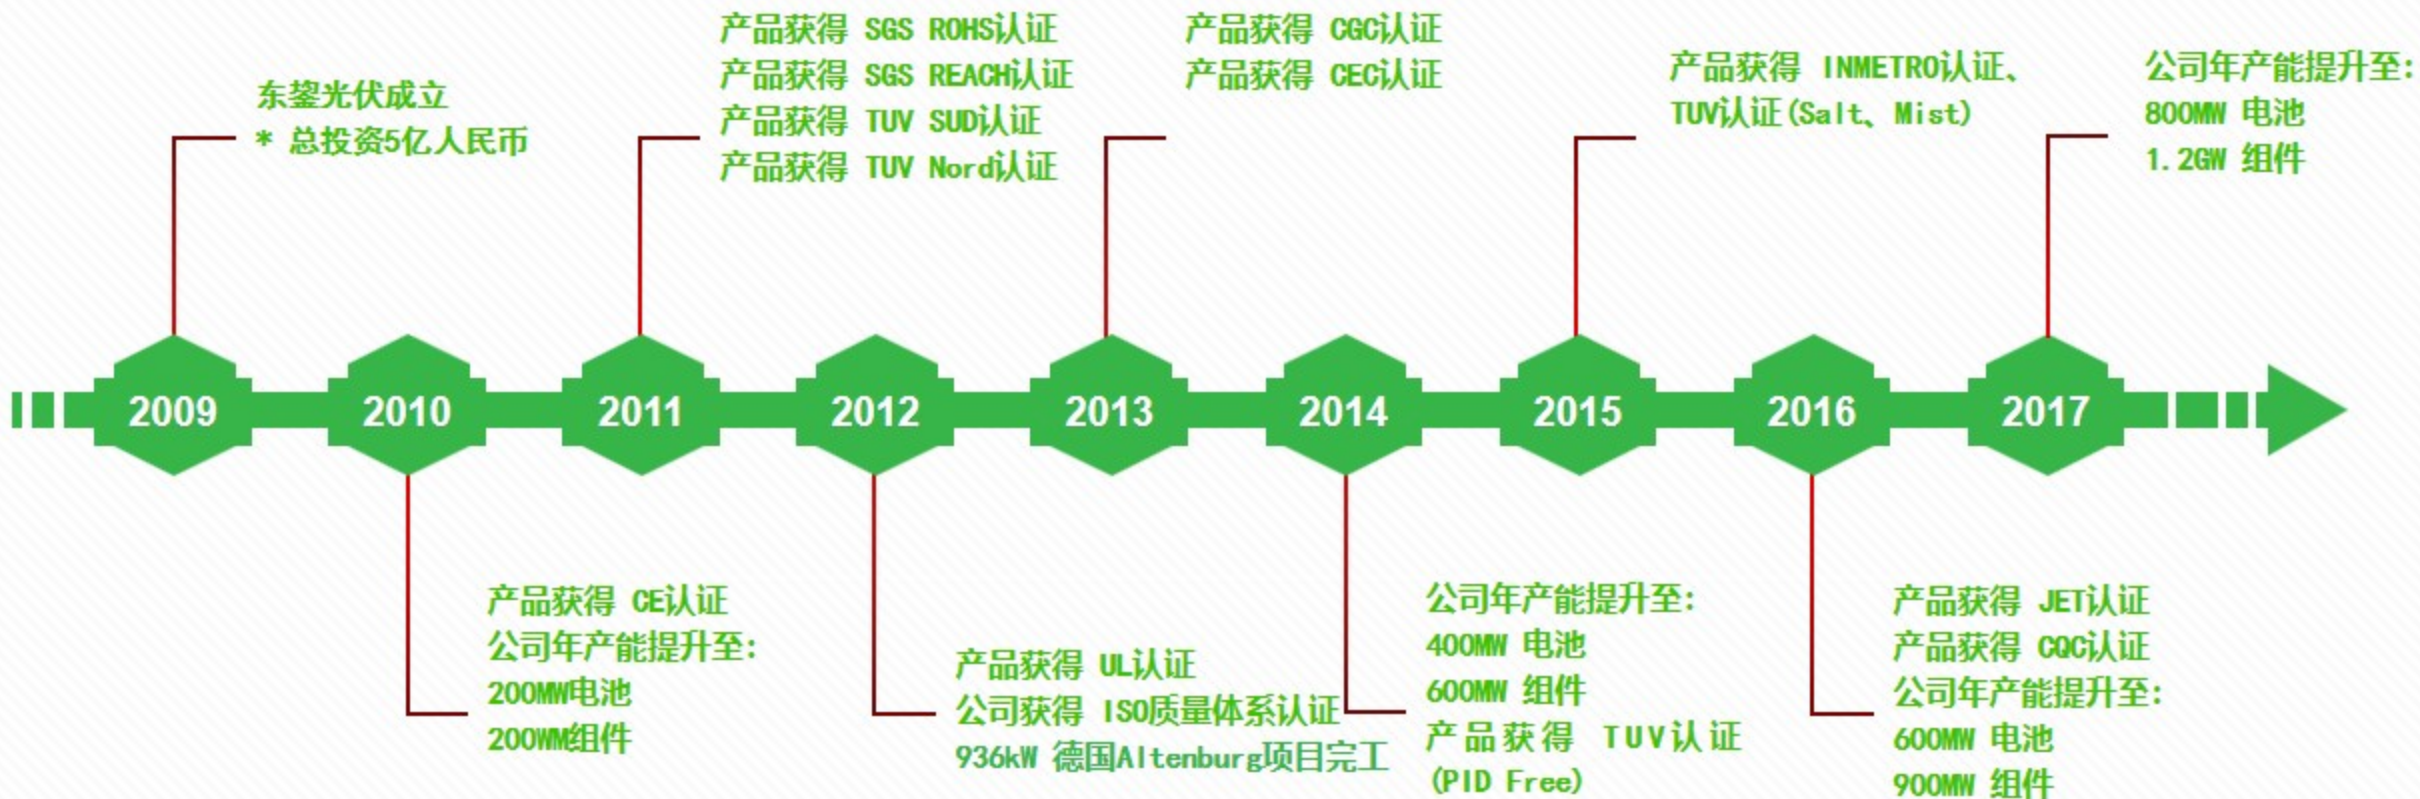 东鋆光伏成立
* 总投资5亿人民币
产品获得 SGS ROHS认证
产品获得 SGS REACH认证
产品获得 TUV SUD认证
产品获得 TUV Nord认证
产品获得 CGC认证
产品获得 CEC认证
产品获得 INMETRO认证、
TUV认证(Salt、Mist)
公司年产能提升至:
800MW 电池
1.2GW 组件
2009
2010
2011
2012
2013
2014
2015
2016
2017
产品获得 CE认证
公司年产能提升至:
200MW电池
200WM组件
产品获得 UL认证
公司获得 ISO质量体系认证
936kW 德国Altenburg项目完工
公司年产能提升至:
400MW 电池
600MW 组件
产品获得 TUV认证
(PID Free)
产品获得 JET认证
产品获得 CQC认证
公司年产能提升至:
600MW 电池
900MW 组件